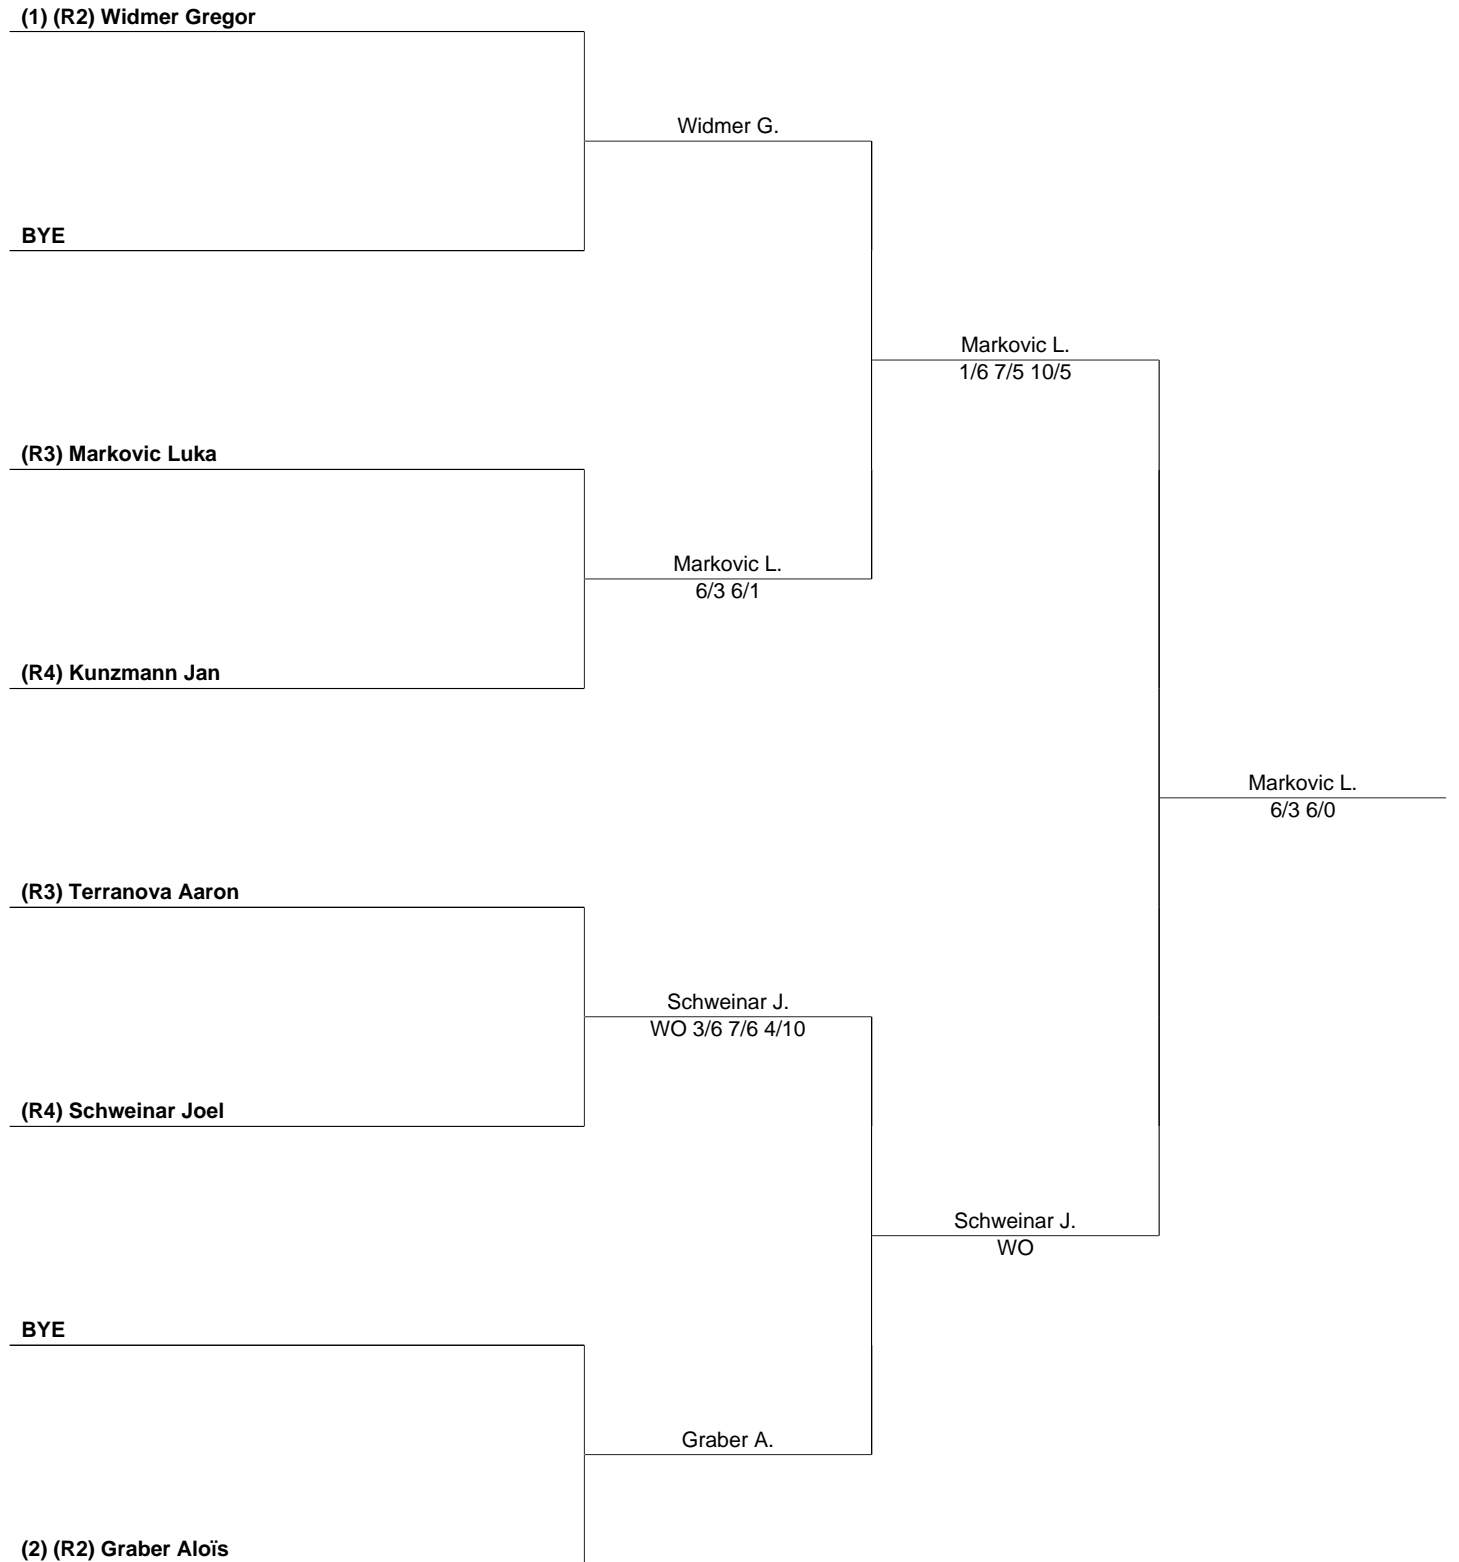 (1) (R2) Widmer Gregor
Widmer G.
BYE
Markovic L.
1/6 7/5 10/5
(R3) Markovic Luka
Markovic L.
6/3 6/1
(R4) Kunzmann Jan
Markovic L.
6/3 6/0
(R3) Terranova Aaron
Schweinar J.
WO 3/6 7/6 4/10
(R4) Schweinar Joel
Schweinar J.
WO
BYE
Graber A.
(2) (R2) Graber Aloïs